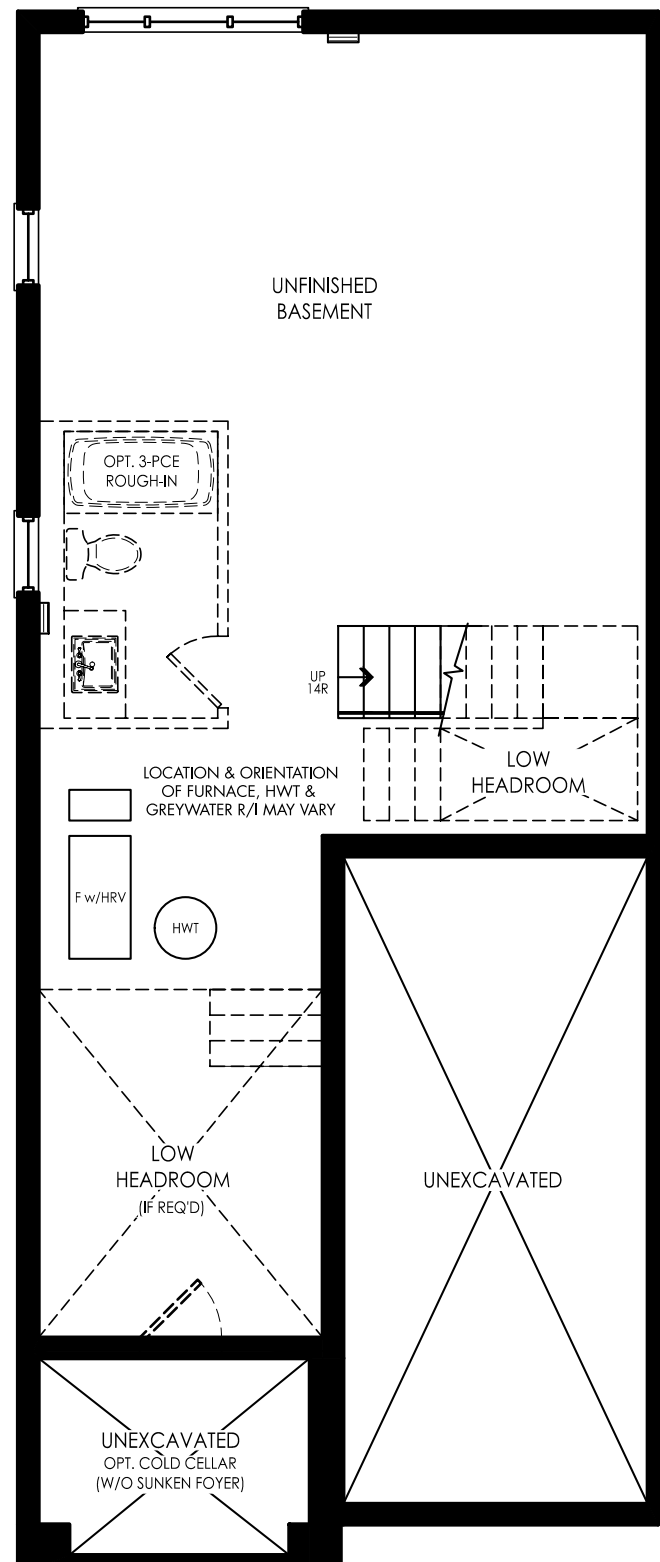 UNFINISHED
BASEMENT
OPT. 3-PCE
ROUGH-IN
UP
14R
LOW
HEADROOM
LOCATION & ORIENTATION
OF FURNACE, HWT &
GREYWATER R/I MAY VARY
F w/HRV
HWT
LOW
HEADROOM
(IF REQ'D)
UNEXCAVATED
UNEXCAVATED
OPT. COLD CELLAR
(W/O SUNKEN FOYER)